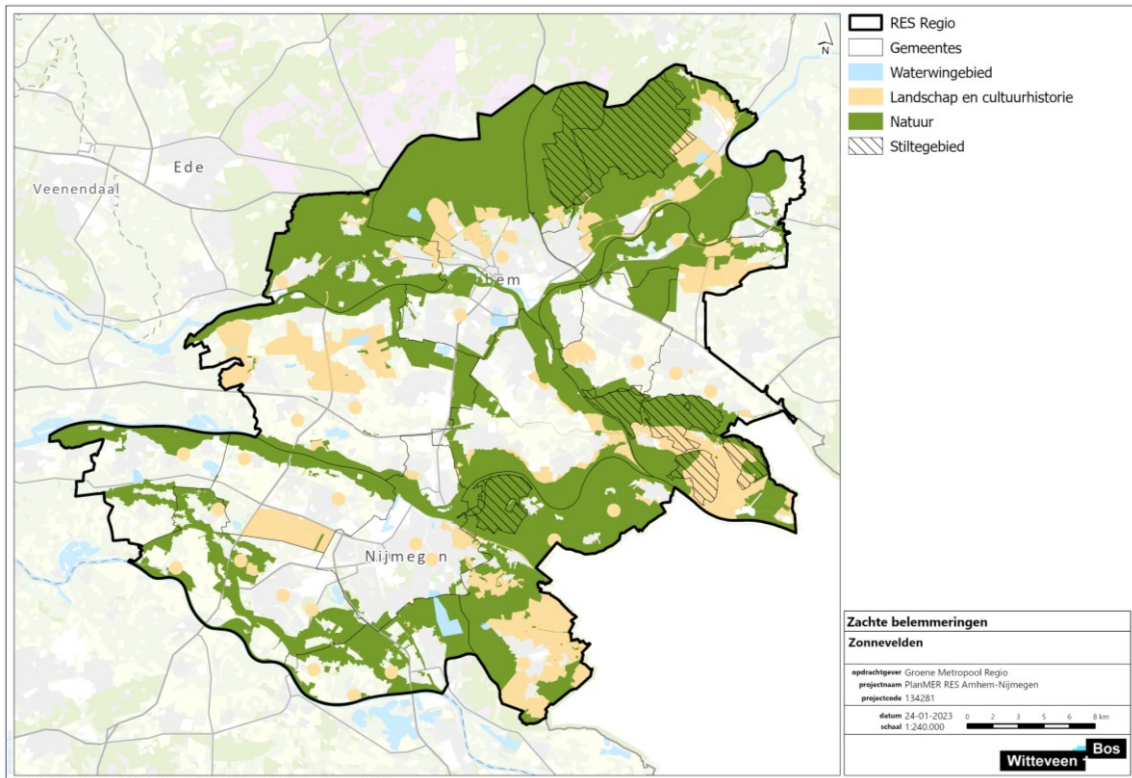 N
Ede
Veenendaal
Nijmegen
RES Regio
Gemeentes
Waterwingebied
Landschap en cultuurhistorie
Natuur
Stiltegebied
Zachte belemmeringen
Zonnevelden
opdrachtgever Groene Metropool Regio
projectnaam PlanMER RES Arnhem-Nijmegen
projectcode 134281
datum 24-01-2023
schaal 1:240.000
0 2 3 5 6 8 km
Witteveen + Bos